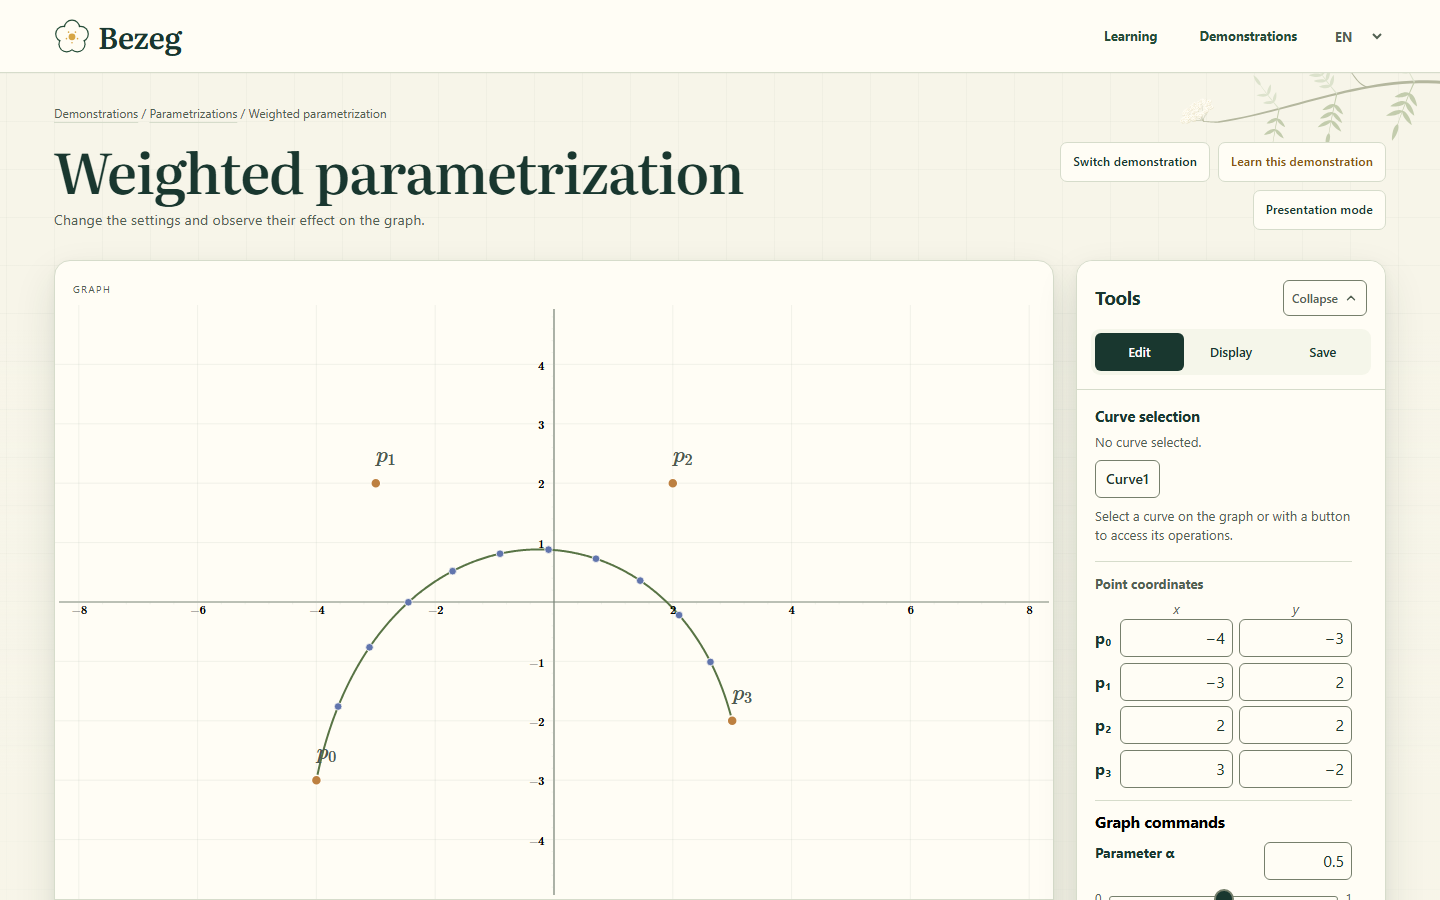 Bezeg
Learning
Demonstrations
EN
Demonstrations / Parametrizations / Weighted parametrization
Weighted parametrization
Change the settings and observe their effect on the graph.
Switch demonstration
Learn this demonstration
Presentation mode
GRAPH
4
3
2
1
−1
−2
−3
−4
−8
−6
−4
−2
2
4
6
8
p0
p1
p2
p3
Tools
Collapse
Edit
Display
Save
Curve selection
No curve selected.
Curve1
Select a curve on the graph or with a button
to access its operations.
Point coordinates
x y
p₀ −4 −3
p₁ −3 2
p₂ 2 2
p₃ 3 −2
Graph commands
Parameter α 0.5
0 1